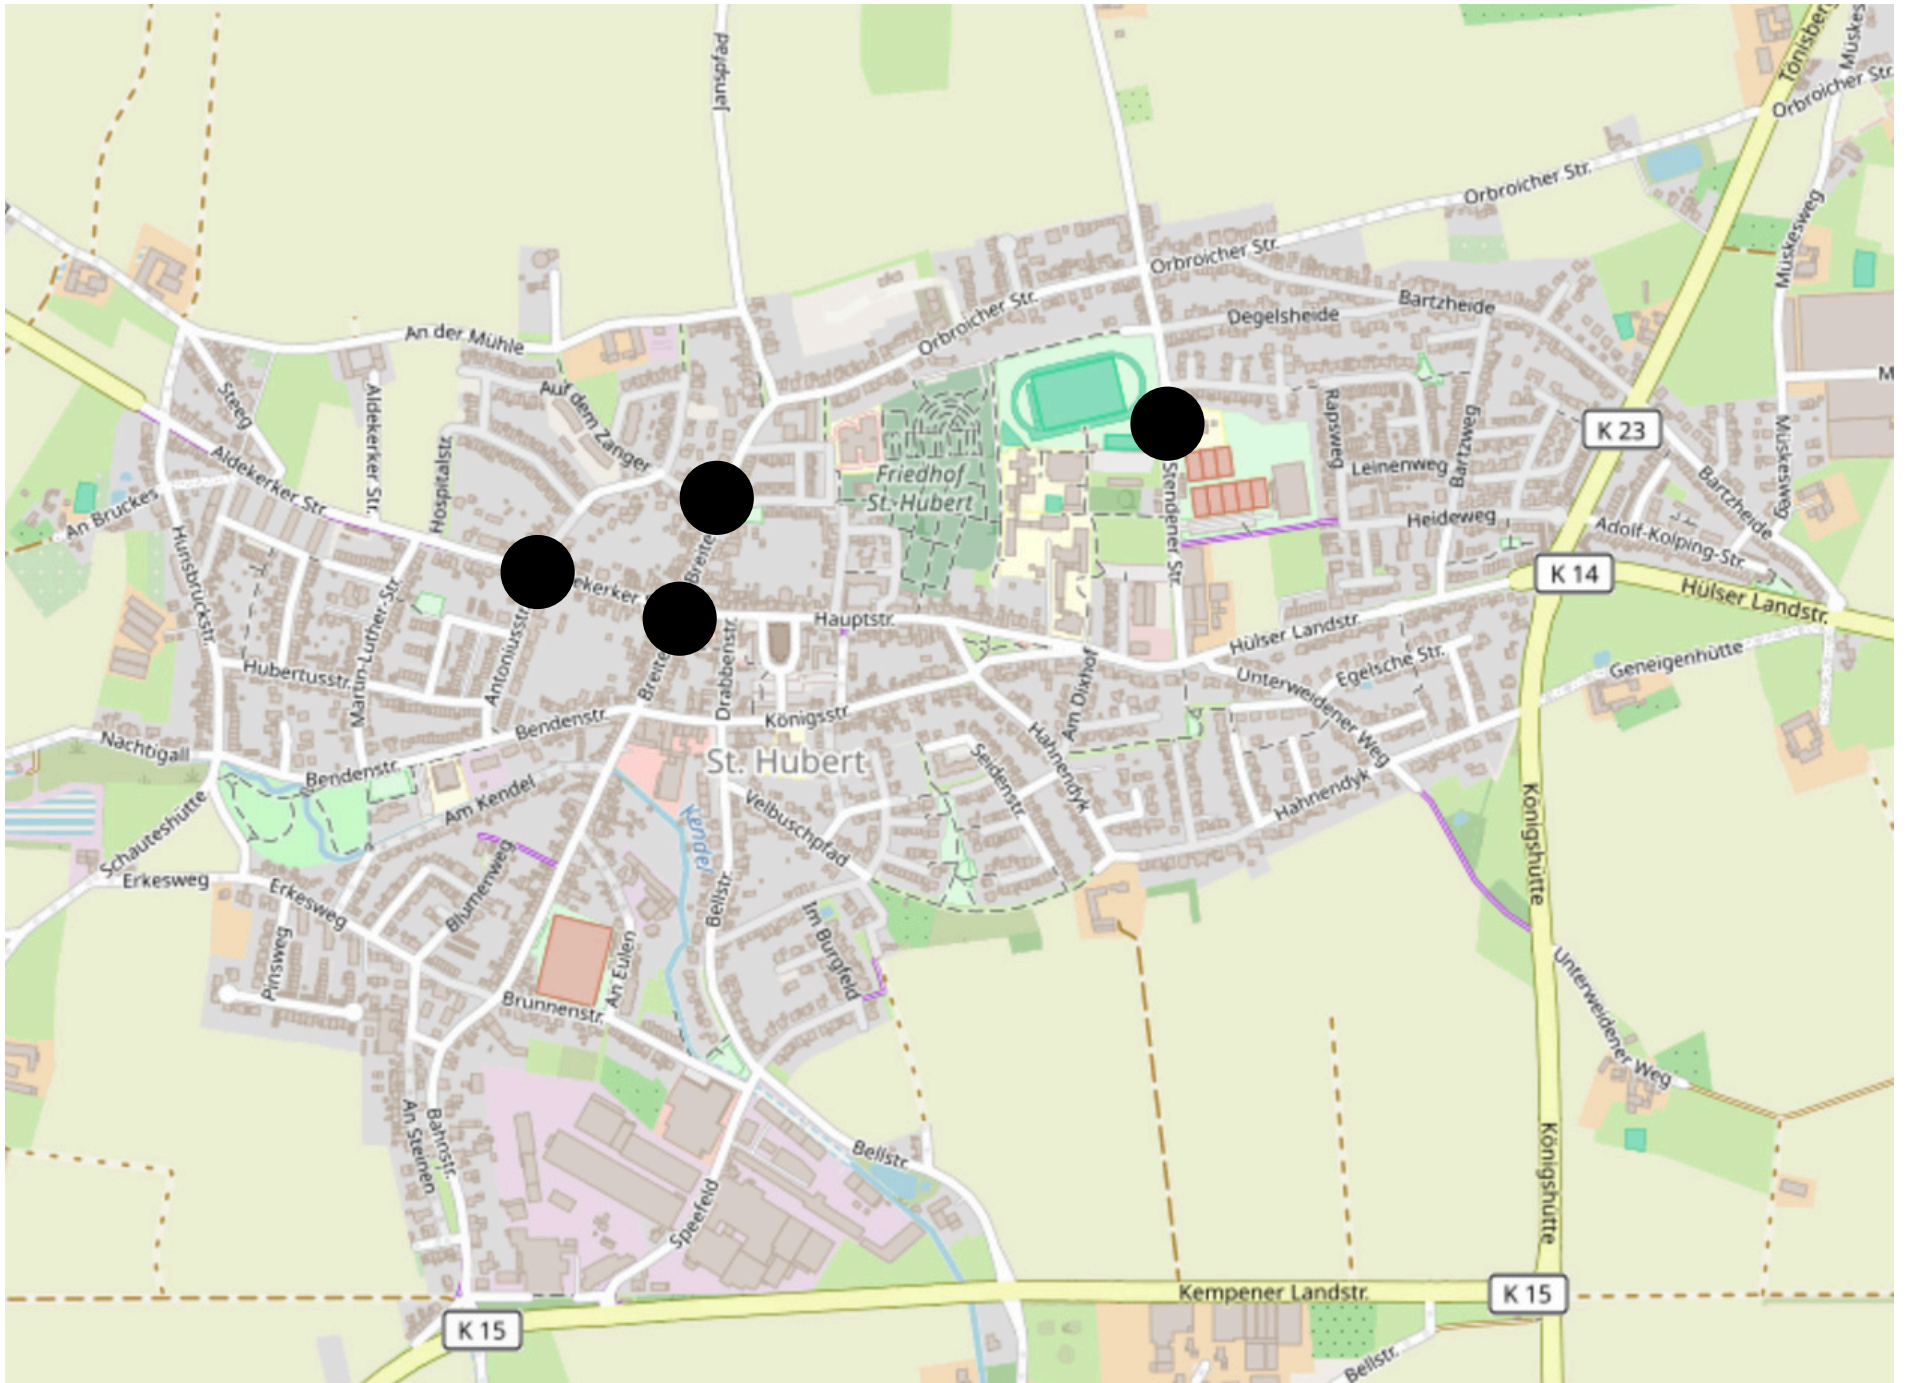 Janspfad
Tönisberg
Müskes
Orbroicher Str.
Orbroicher Str.
Müskesweg
Orbroicher Str.
Bartzheide
Degelsheide
Orbroicher Str.
An der Mühle
Steeg
Aldekerker Str.
Auf dem Zanger
Hospitalstr.
Rapsweg
Bartzweg
K 23
Müskesweg
M
Aldekerker Str.
Friedhof
St.-Hubert
Leinenweg
Stendener Str.
Bartzheide
An Bruckes
Heideweg
Adolf-Kolping-Str.
Hunsbrückstr.
Breite
ekerker
K 14
Hülser Landstr.
Martin-Luther-Str.
Antoniusstr.
Hauptstr.
Hülser Landstr.
Breite
Drabbenstr.
Am Dixhof
Egelsche Str.
Geneigenhütte
Hubertusstr.
Unterweidener Weg
Bendenstr.
Königsstr.
Hahnendyk
Nachtigall
St. Hubert
Seidenstr.
Bendenstr.
Am Kendel
Kendel
Velbuschpfad
Hahnendyk
Königshütte
Schauteshütte
Erkesweg
Erkesweg
Blumenweg
Bellstr.
Im Burgfeld
Pinsweg
An Eulen
Brunnenstr.
Unterweidener Weg
An Steinen
Bahnstr.
Bellstr.
Königshütte
Speefeld
Kempener Landstr.
K 15
K 15
Bellstr.